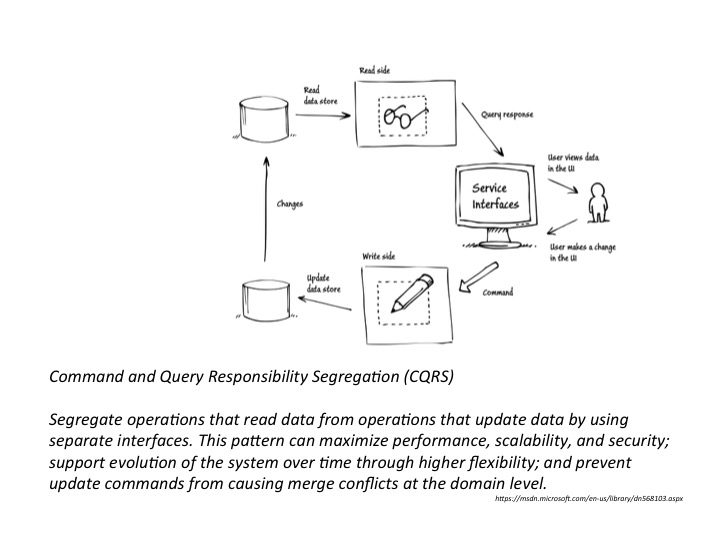 Read side
Read
data store
Query response
User views data
in the UI
Service
Interfaces
Changes
User makes a change
in the UI
Write side
Update
data store
Command
Command and Query Responsibility Segregation (CQRS)
Segregate operations that read data from operations that update data by using
separate interfaces. This pattern can maximize performance, scalability, and security;
support evolution of the system over time through higher flexibility; and prevent
update commands from causing merge conflicts at the domain level.
https://msdn.microsoft.com/en-us/library/dn568103.aspx